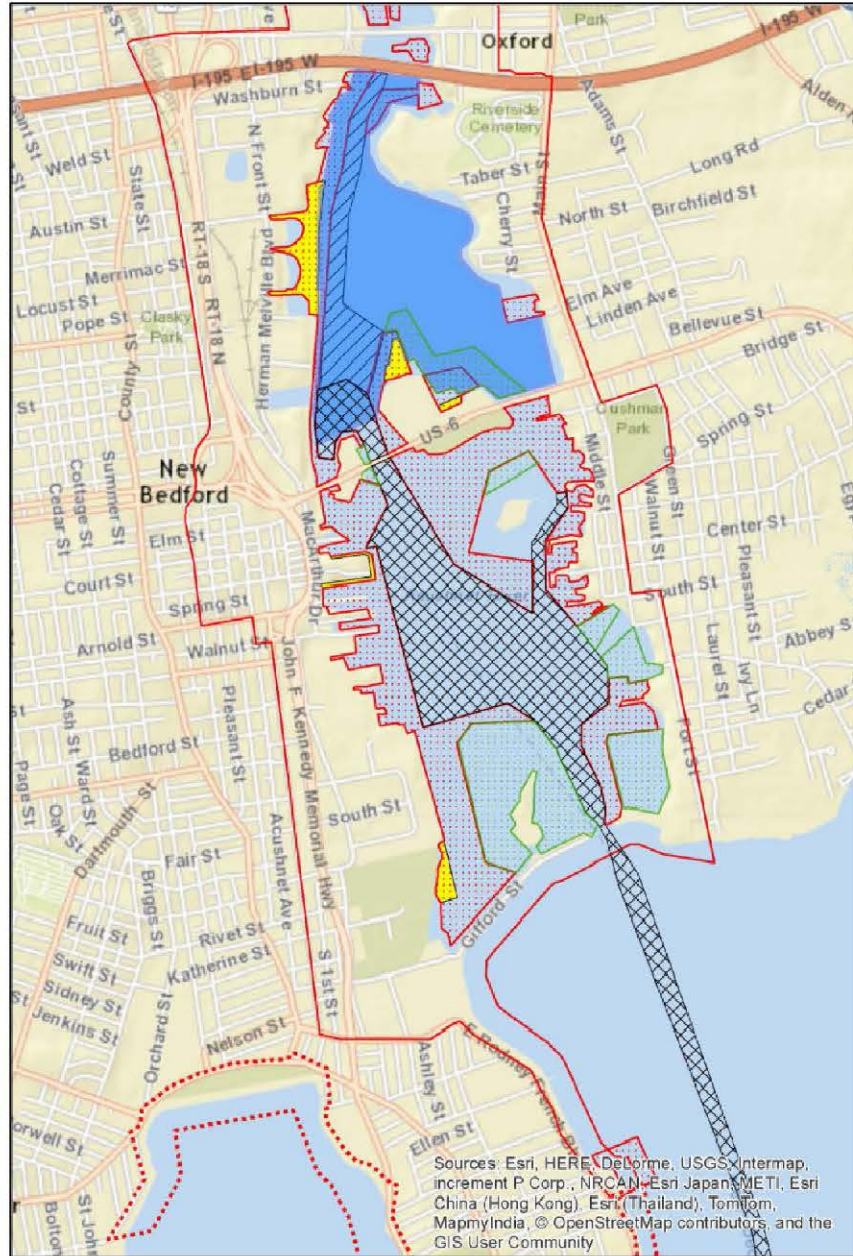 Park
Oxford
I-195 E I-195 W
Washburn St
Riverside
Cemetery
Adams St
Alden
Weld St
N Front St
Long Rd
Taber St
State St
Main St
Cherry St
North St
Birchfield St
Austin St
Herman Melville Blvd
RT-18 S
RT-18 N
Merrimac St
Elm Ave
Linden Ave
Locust St
Pope St
Clasky
Park
Bellevue St
Bridge St
County St
US-6
Cushman
Park
Spring St
New
Bedford
Summer St
Cottage St
Cedar St
Middle St
Green St
Walnut St
Center St
Elm St
MacArthur Dr
Court St
Spring St
South St
Pleasant St
Arnold St
Walnut St
Laurel St
Ivy Ln
Abbey St
Cedar
John F Kennedy Memorial Hwy
Pleasant St
Ash St
Ward St
Bedford St
Page St
Fort St
Oak St
Dartmouth St
South St
Acushnet Ave
Fair St
Briggs St
Gifford St
Fruit St
Rivet St
Swift St
Katherine St
S 1st St
Sidney St
Jenkins St
Orchard St
Nelson St
E Rodney French Bl
Ashley St
Ellen St
St John
Sources: Esri, HERE, DeLorme, USGS, Intermap,
increment P Corp., NRCAN, Esri Japan, METI, Esri
China (Hong Kong), Esri (Thailand), TomTom,
MapmyIndia, © OpenStreetMap contributors, and the
GIS User Community